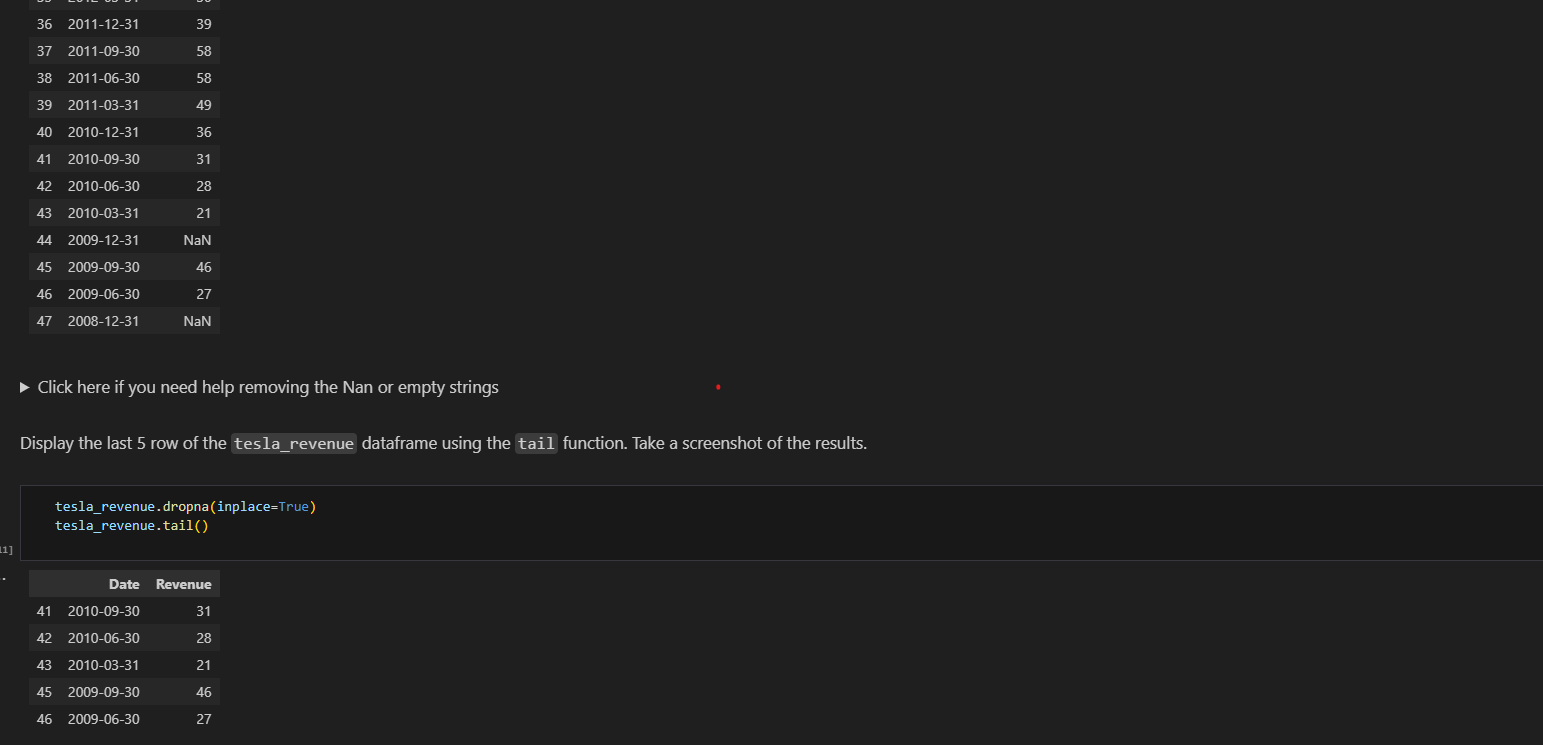 36 2011-12-31 39
37 2011-09-30 58
38 2011-06-30 58
39 2011-03-31 49
40 2010-12-31 36
41 2010-09-30 31
42 2010-06-30 28
43 2010-03-31 21
44 2009-12-31 NaN
45 2009-09-30 46
46 2009-06-30 27
47 2008-12-31 NaN
Click here if you need help removing the Nan or empty strings
Display the last 5 row of the tesla_revenue dataframe using the tail function. Take a screenshot of the results.
tesla_revenue.dropna(inplace=True)
tesla_revenue.tail()
Date Revenue
41 2010-09-30 31
42 2010-06-30 28
43 2010-03-31 21
45 2009-09-30 46
46 2009-06-30 27